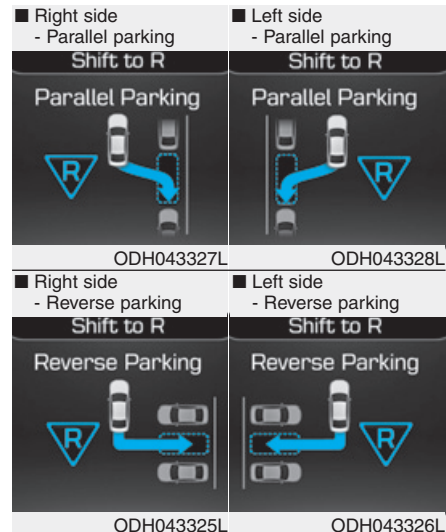 ■ Right side
- Parallel parking
Shift to R
Parallel Parking
R
ODH043327L
■ Left side
- Parallel parking
Shift to R
Parallel Parking
R
ODH043328L
■ Right side
- Reverse parking
Shift to R
Reverse Parking
R
ODH043325L
■ Left side
- Reverse parking
Shift to R
Reverse Parking
R
ODH043326L